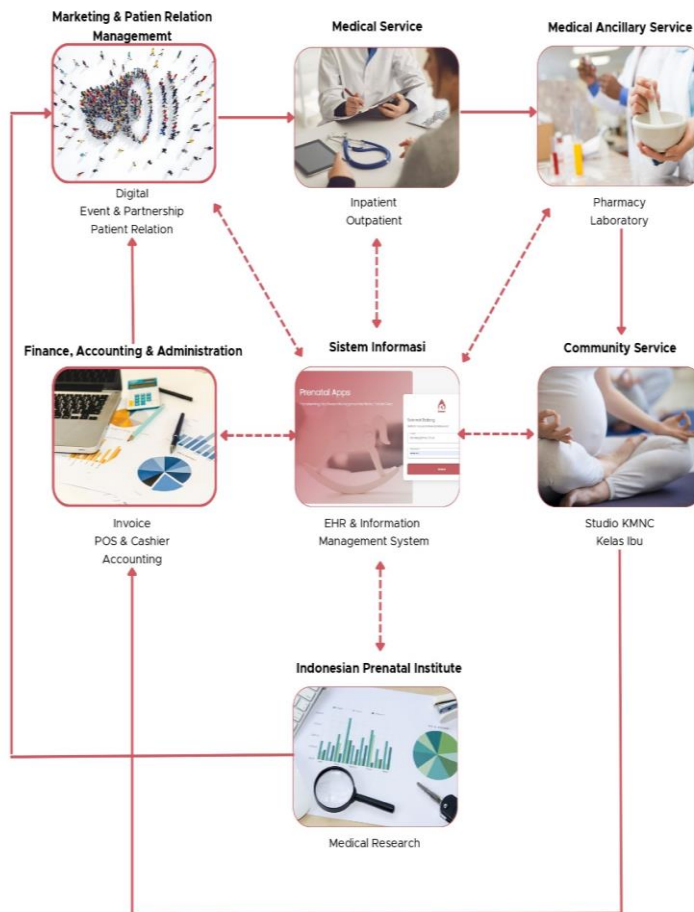 Marketing & Patien Relation
Managememt
Medical Service
Medical Ancillary Service
Digital
Event & Partnership
Patient Relation
Inpatient
Outpatient
Pharmacy
Laboratory
Finance, Accounting & Administration
Sistem Informasi
Community Service
Prenatal Apps
Invoice
POS & Cashier
Accounting
EHR & Information
Management System
Studio KMNC
Kelas Ibu
Indonesian Prenatal Institute
Medical Research